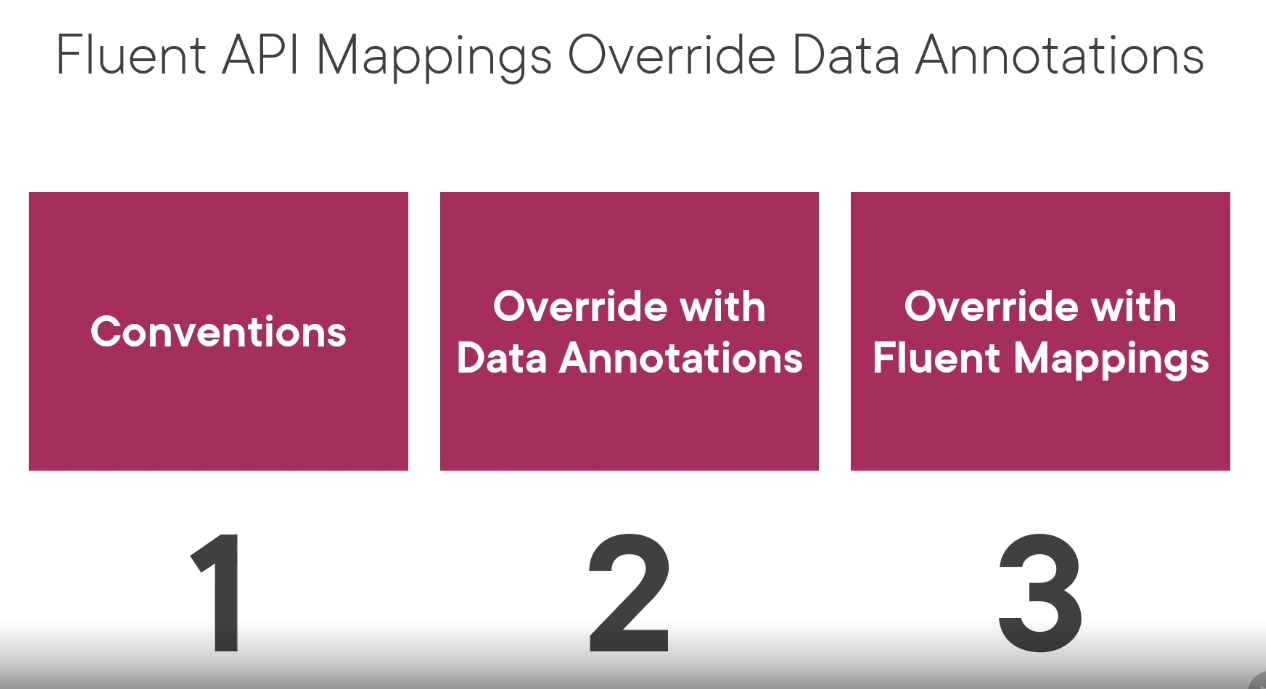 Fluent API Mappings Override Data Annotations
Conventions
Override with
Data Annotations
Override with
Fluent Mappings
1
2
3